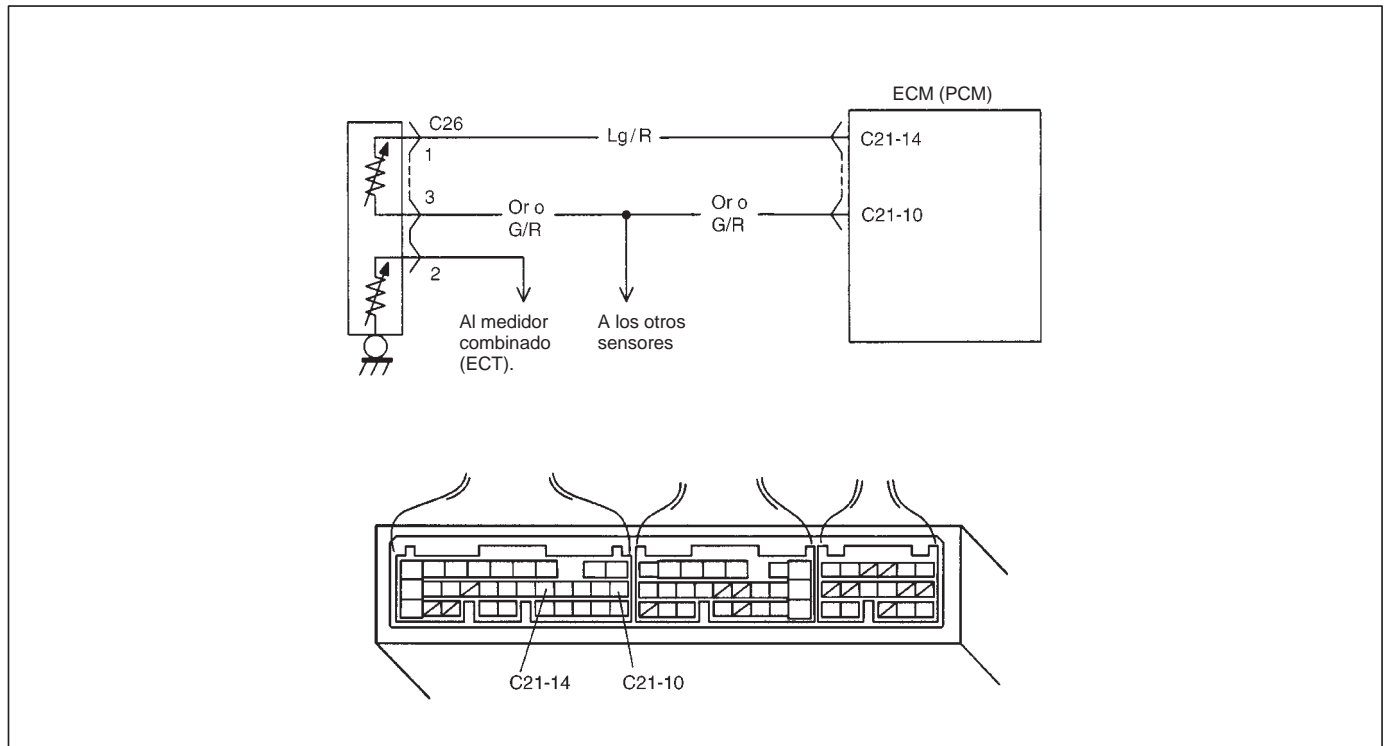 ECM (PCM)
C26
Lg/R
C21-14
1
3
Or o
G/R
Or o
G/R
C21-10
2
Al medidor
combinado
(ECT).
A los otros
sensores
C21-14
C21-10